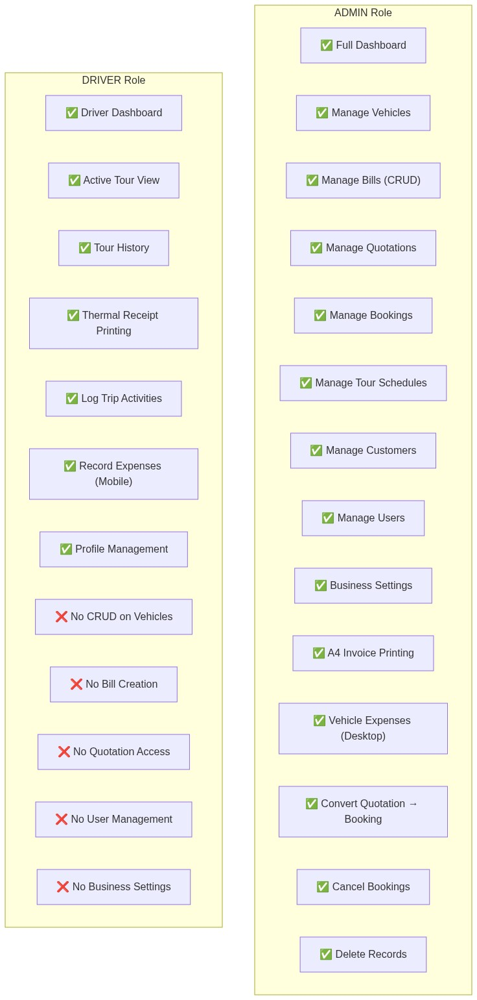 DRIVER Role
✅ Driver Dashboard
✅ Active Tour View
✅ Tour History
✅ Thermal Receipt
Printing
✅ Log Trip Activities
✅ Record Expenses
(Mobile)
✅ Profile Management
❌ No CRUD on Vehicles
❌ No Bill Creation
❌ No Quotation Access
❌ No User Management
❌ No Business Settings
ADMIN Role
✅ Full Dashboard
✅ Manage Vehicles
✅ Manage Bills (CRUD)
✅ Manage Quotations
✅ Manage Bookings
✅ Manage Tour Schedules
✅ Manage Customers
✅ Manage Users
✅ Business Settings
✅ A4 Invoice Printing
✅ Vehicle Expenses
(Desktop)
✅ Convert Quotation →
Booking
✅ Cancel Bookings
✅ Delete Records